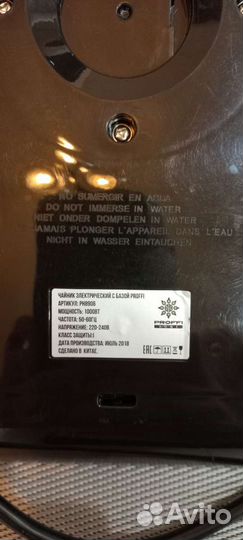 NO SUMERGIR EN AGUA
DO NOT IMMERSE IN WATER
NIET ONDER DOMPELEN IN WATER
JAMAIS PLONGER L'APPAREIL DANS L'EAU
NICHT IN WASSER EINTAUCHEN
ЧАЙНИК ЭЛЕКТРИЧЕСКИЙ С БАЗОЙ PROFFI
АРТИКУЛ: PH8906
МОЩНОСТЬ: 1000ВТ
ЧАСТОТА: 50-60ГЦ
НАПРЯЖЕНИЕ: 220-240В
КЛАСС ЗАЩИТЫ:I
ДАТА ПРОИЗВОДСТВА: ИЮЛЬ 2018
СДЕЛАНО В КИТАЕ.
PROFFI
HOME
EAC
Avito